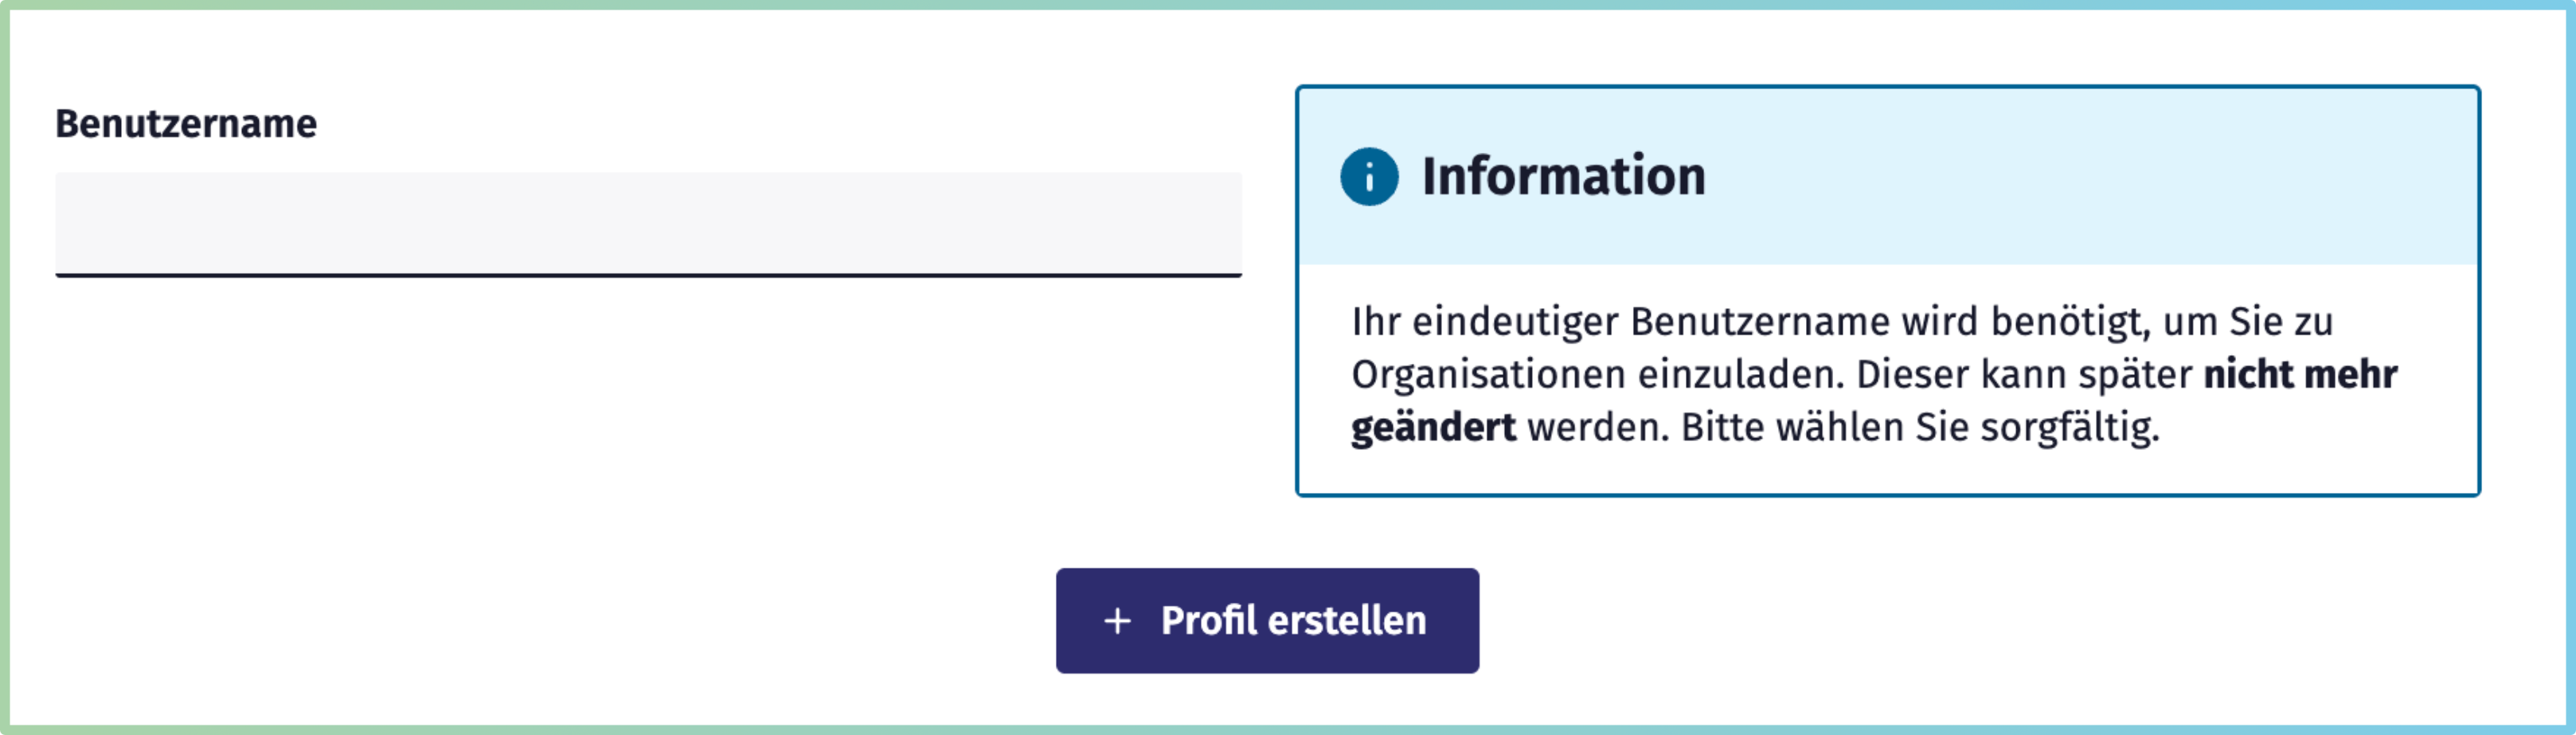 Benutzername
Information
Ihr eindeutiger Benutzername wird benötigt, um Sie zu
Organisationen einzuladen. Dieser kann später nicht mehr
geändert werden. Bitte wählen Sie sorgfältig.
+ Profil erstellen